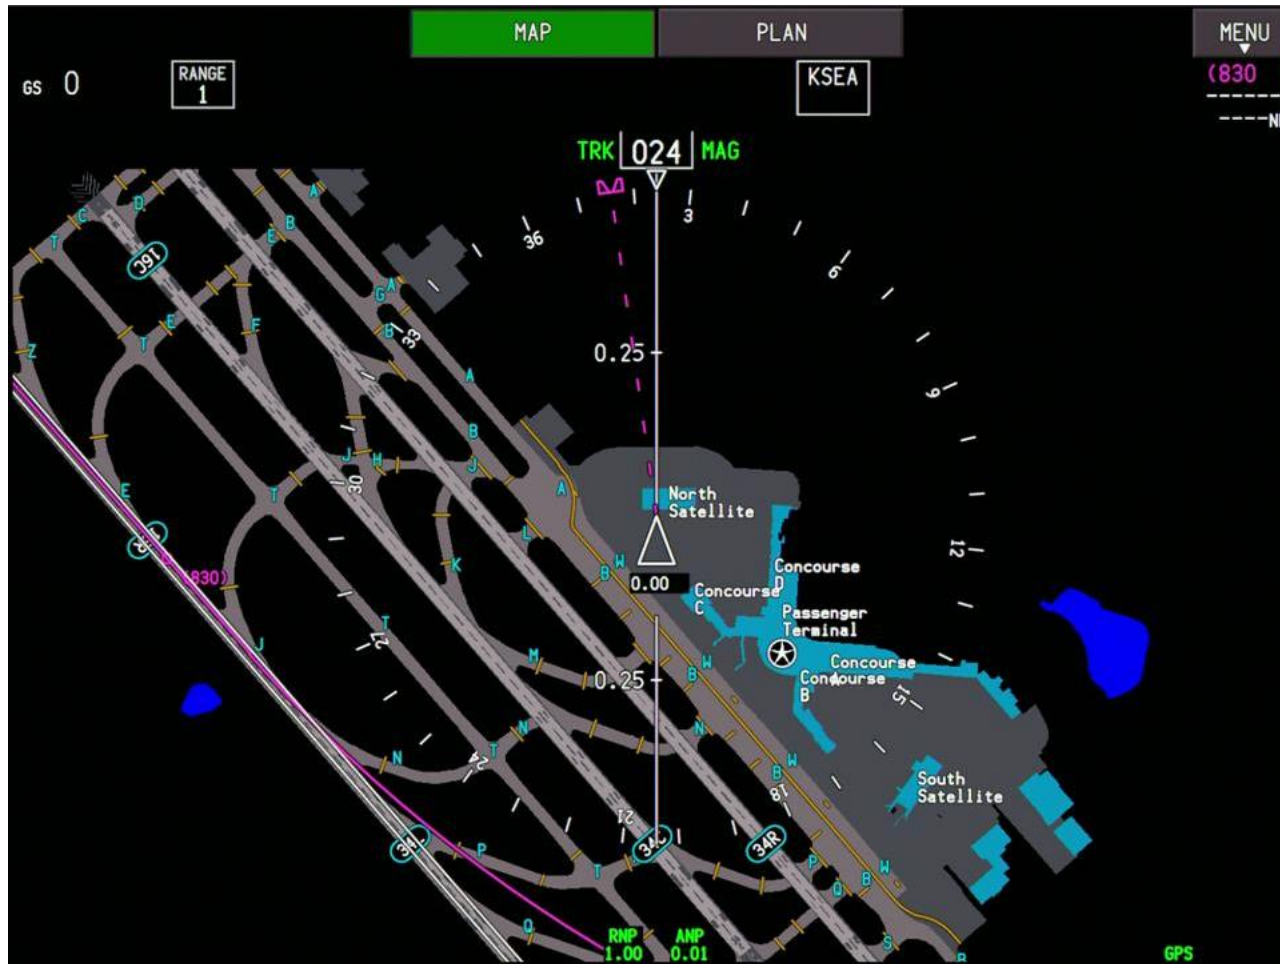 MAP
PLAN
MENU
GS 0
RANGE
1
KSEA
(830
-----
----N
TRK 024 MAG
3
6
9
12
15
18
21
24
27
30
33
36
A
D
C
T
B
E
16C
G
A
B
E
F
T
Z
0.25
A
B
J
H
J
E
T
30
A
L
North
Satellite
W
B
0.00
K
(830)
Concourse
D
Concourse
C
Passenger
Terminal
T
J
M
0.25
W
B
Concourse
A
Concourse
B
N
N
T
N
W
B
South
Satellite
34L
34C
34R
P
T
P
Q
B
W
Q
S
B
RNP
1.00
ANP
0.01
GPS